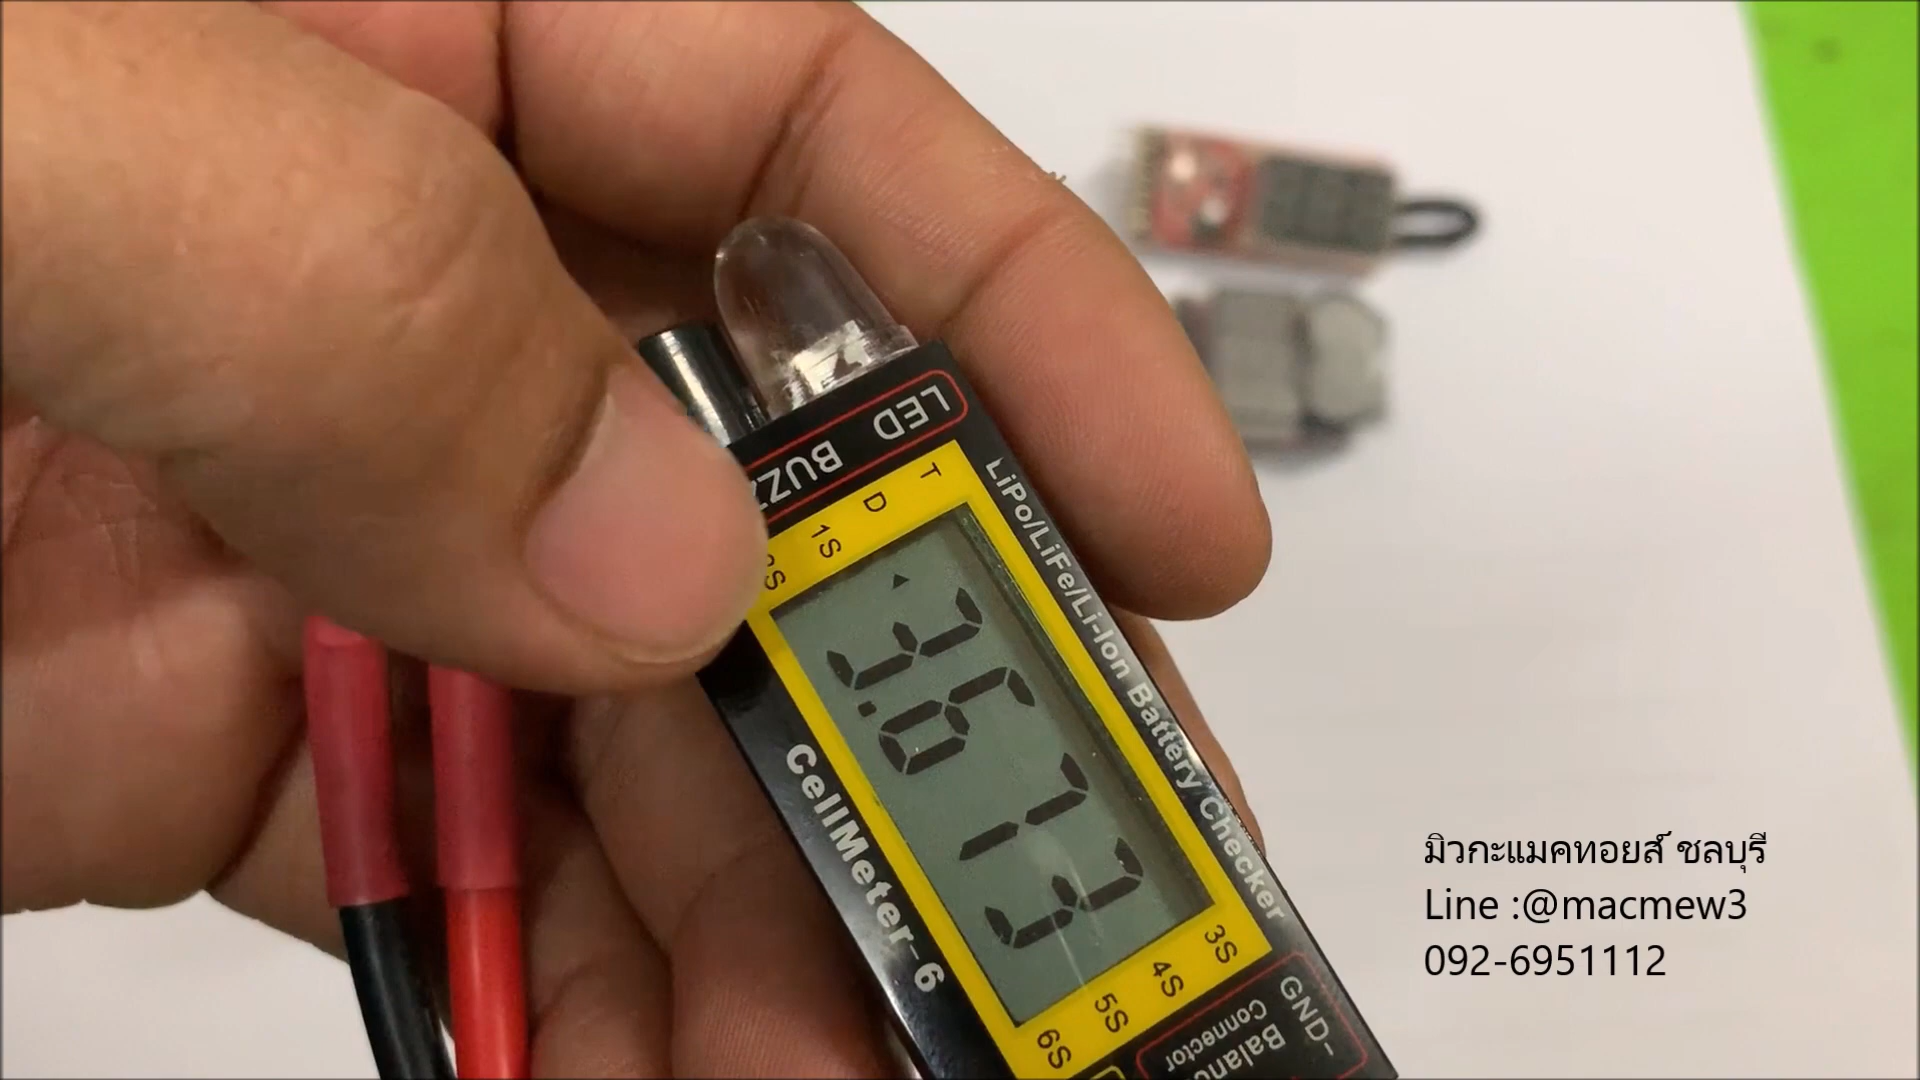 LED BUZZ
T D 1S 2S
LiPo/LiFe/Li-Ion Battery Checker
3.673
CellMeter-6
3S 4S 5S 6S
GND-
Connector
มิวกะแมคทอยส์ ชลบุรี
Line :@macmew3
092-6951112